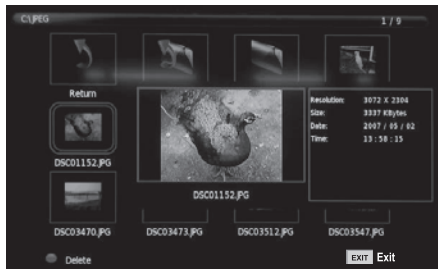 C:\JPEG
1 / 9
Return
Resolution: 3072 X 2304
Size: 3337 KBytes
Date: 2007 / 05 / 02
Time: 13:58:15
DSC01152.JPG
DSC01152.JPG
DSC03470.JPG
DSC03473.JPG
DSC03512.JPG
DSC03547.JPG
Delete
EXIT Exit